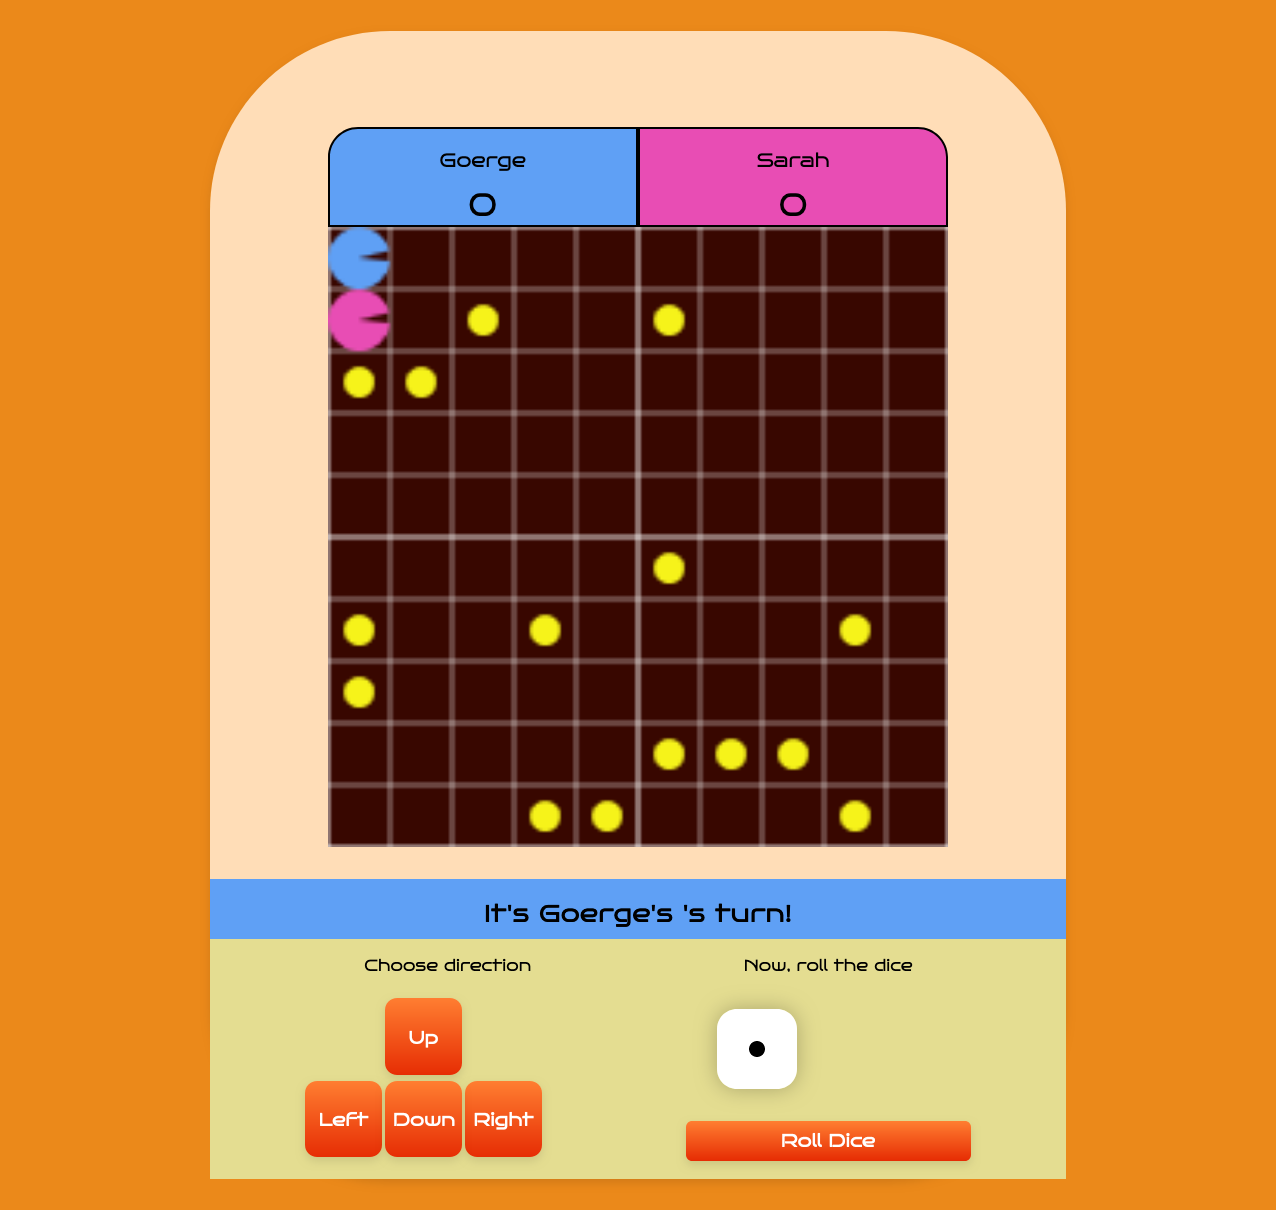 Goerge
Sarah
0
0
It's Goerge's 's turn!
Choose direction
Now, roll the dice
Up
Left
Down
Right
Roll Dice